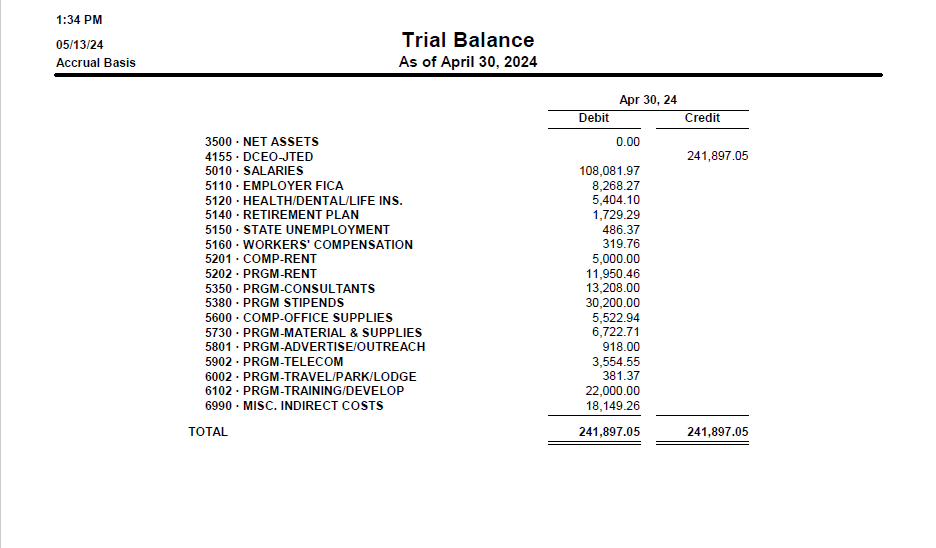 1:34 PM
05/13/24
Accrual Basis
Trial Balance
As of April 30, 2024
Apr 30, 24
Debit Credit
3500 · NET ASSETS 0.00
4155 · DCEO-JTED 241,897.05
5010 · SALARIES 108,081.97
5110 · EMPLOYER FICA 8,268.27
5120 · HEALTH/DENTAL/LIFE INS. 5,404.10
5140 · RETIREMENT PLAN 1,729.29
5150 · STATE UNEMPLOYMENT 486.37
5160 · WORKERS' COMPENSATION 319.76
5201 · COMP-RENT 5,000.00
5202 · PRGM-RENT 11,950.46
5350 · PRGM-CONSULTANTS 13,208.00
5380 · PRGM STIPENDS 30,200.00
5600 · COMP-OFFICE SUPPLIES 5,522.94
5730 · PRGM-MATERIAL & SUPPLIES 6,722.71
5801 · PRGM-ADVERTISE/OUTREACH 918.00
5902 · PRGM-TELECOM 3,554.55
6002 · PRGM-TRAVEL/PARK/LODGE 381.37
6102 · PRGM-TRAINING/DEVELOP 22,000.00
6990 · MISC. INDIRECT COSTS 18,149.26
TOTAL 241,897.05 241,897.05